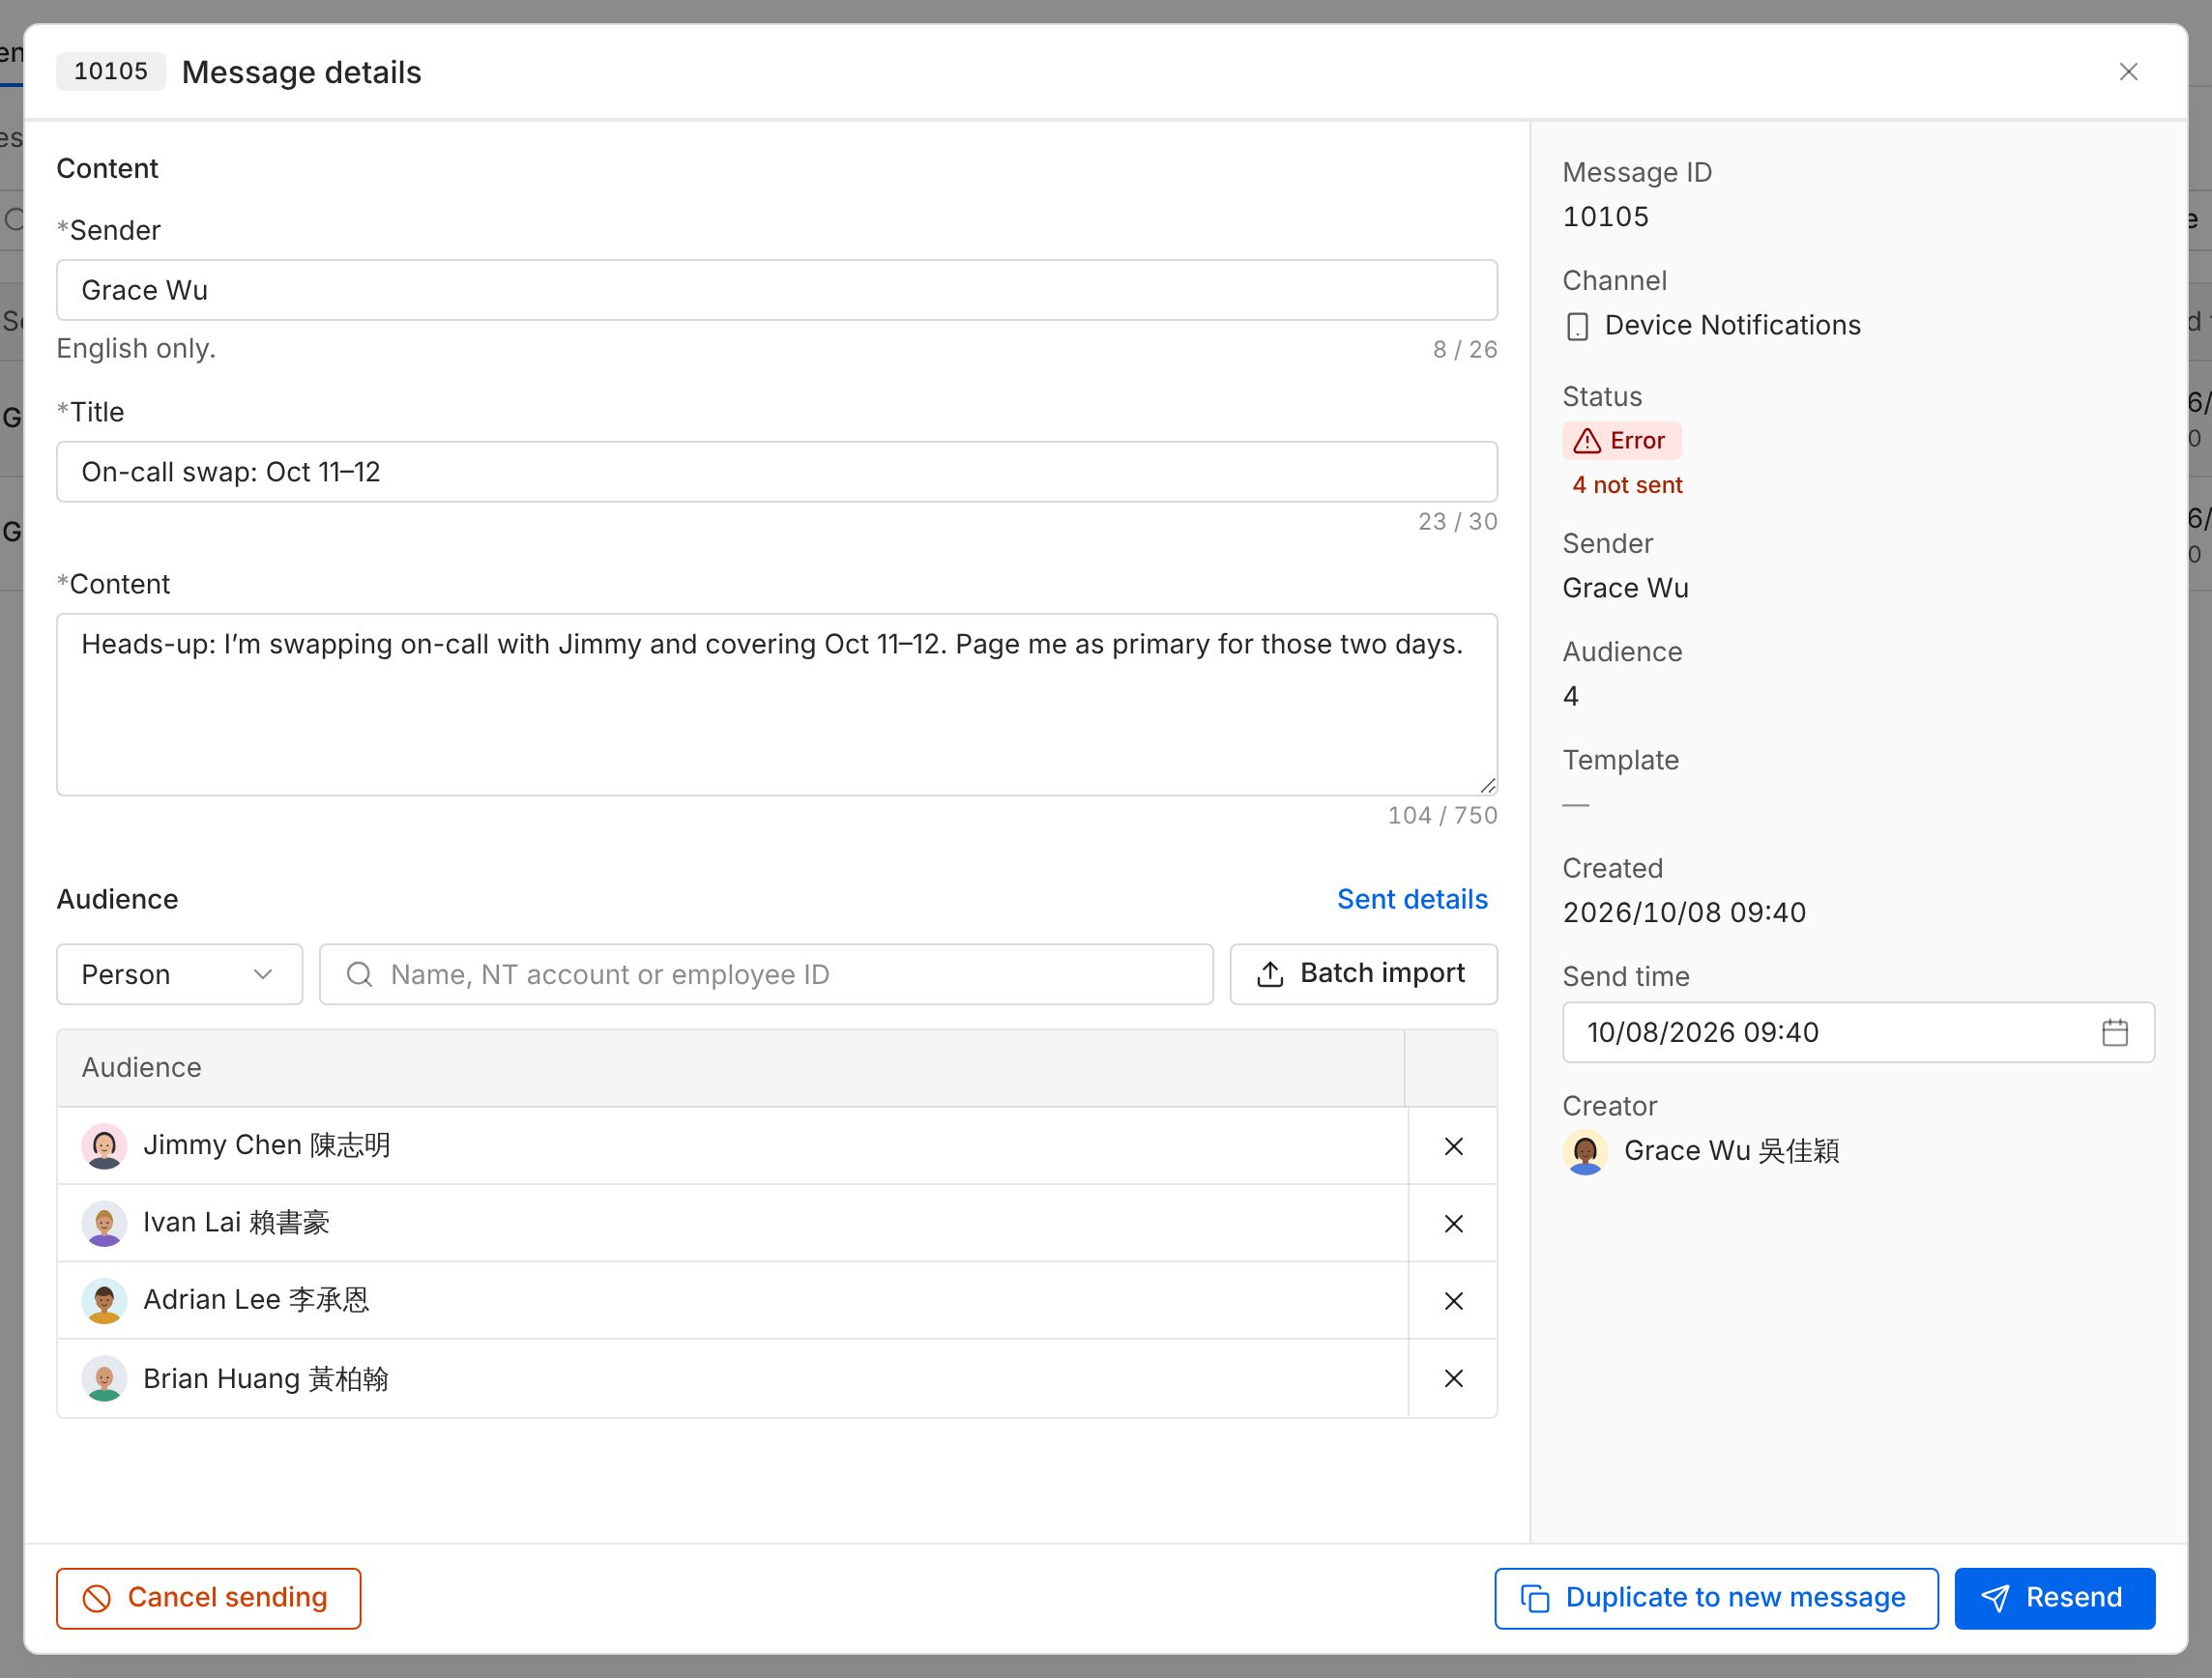 10105 Message details
Content
*Sender
Grace Wu
English only.
8 / 26
*Title
On-call swap: Oct 11–12
23 / 30
*Content
Heads-up: I’m swapping on-call with Jimmy and covering Oct 11–12. Page me as primary for those two days.
104 / 750
Audience
Sent details
Person
Name, NT account or employee ID
Batch import
Audience
Jimmy Chen 陳志明
Ivan Lai 賴書豪
Adrian Lee 李承恩
Brian Huang 黃柏翰
Message ID
10105
Channel
Device Notifications
Status
Error
4 not sent
Sender
Grace Wu
Audience
4
Template
—
Created
2026/10/08 09:40
Send time
10/08/2026 09:40
Creator
Grace Wu 吳佳穎
Cancel sending
Duplicate to new message
Resend